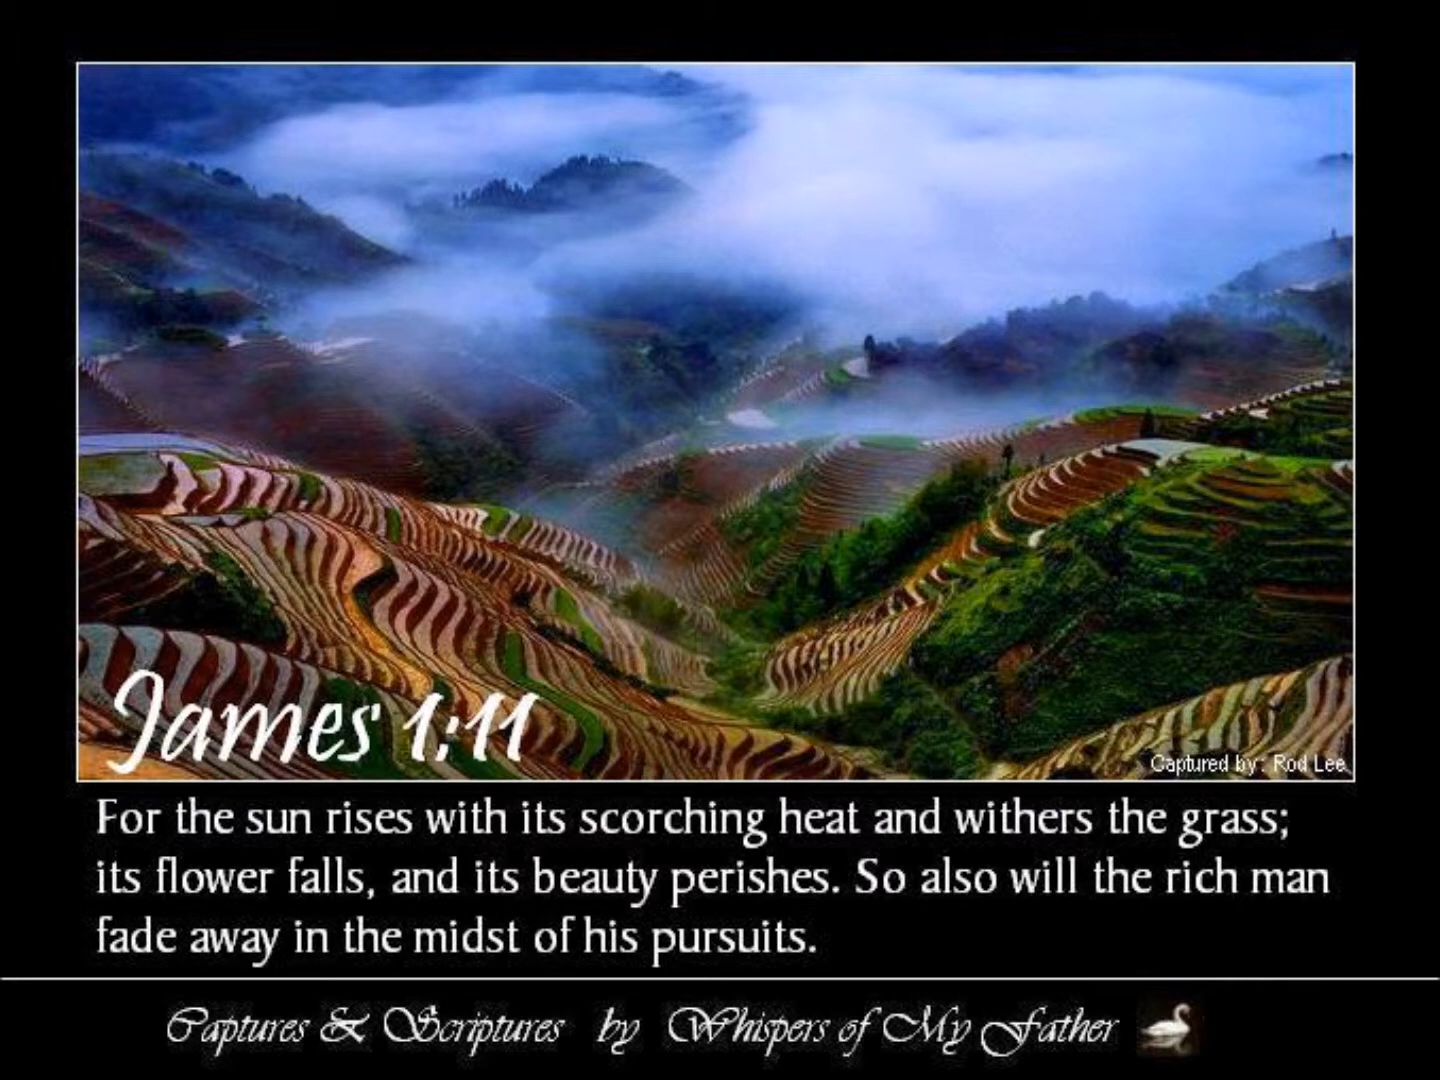 James 1:11
Captured by: Rod Lee
For the sun rises with its scorching heat and withers the grass;
its flower falls, and its beauty perishes. So also will the rich man
fade away in the midst of his pursuits.
Captures & Scriptures by Whispers of My Father